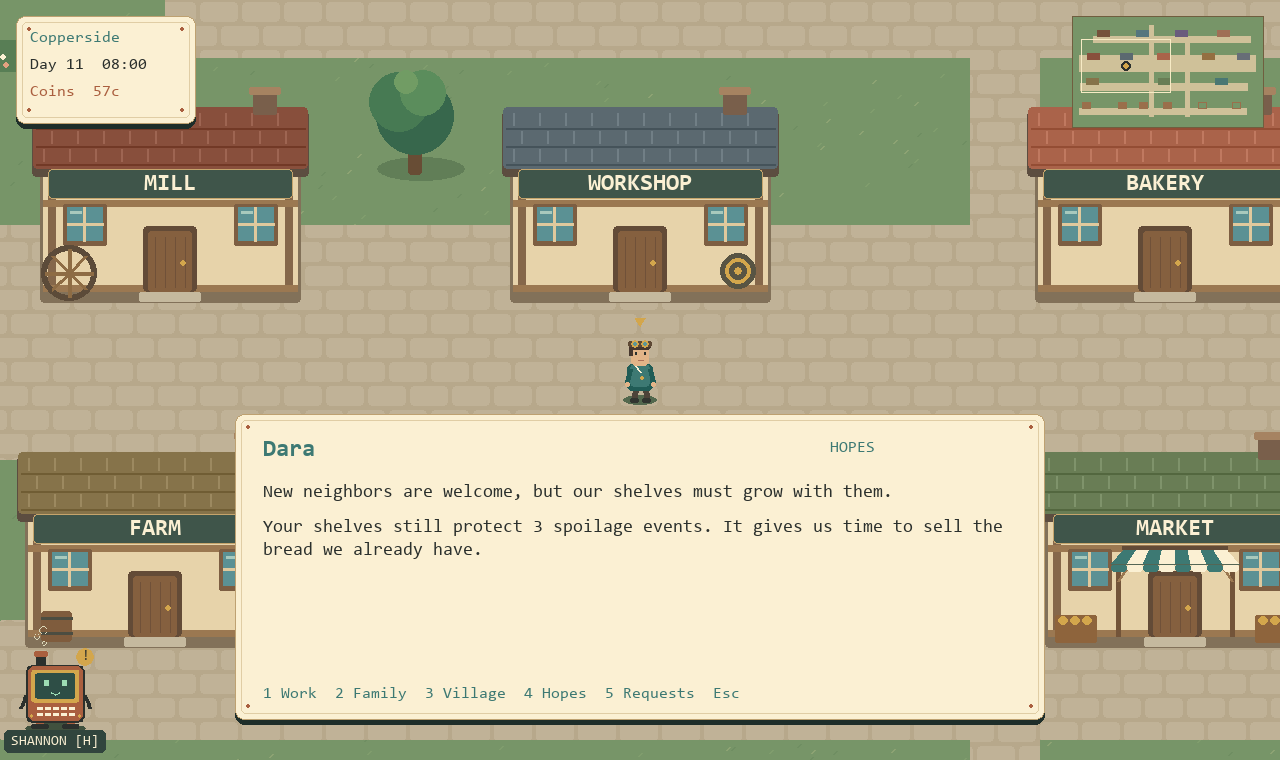 Copperside
Day 11  08:00
Coins  57c
MILL
WORKSHOP
BAKERY
FARM
MARKET
Dara
HOPES
New neighbors are welcome, but our shelves must grow with them.
Your shelves still protect 3 spoilage events. It gives us time to sell the
bread we already have.
1 Work  2 Family  3 Village  4 Hopes  5 Requests  Esc
!
SHANNON [H]